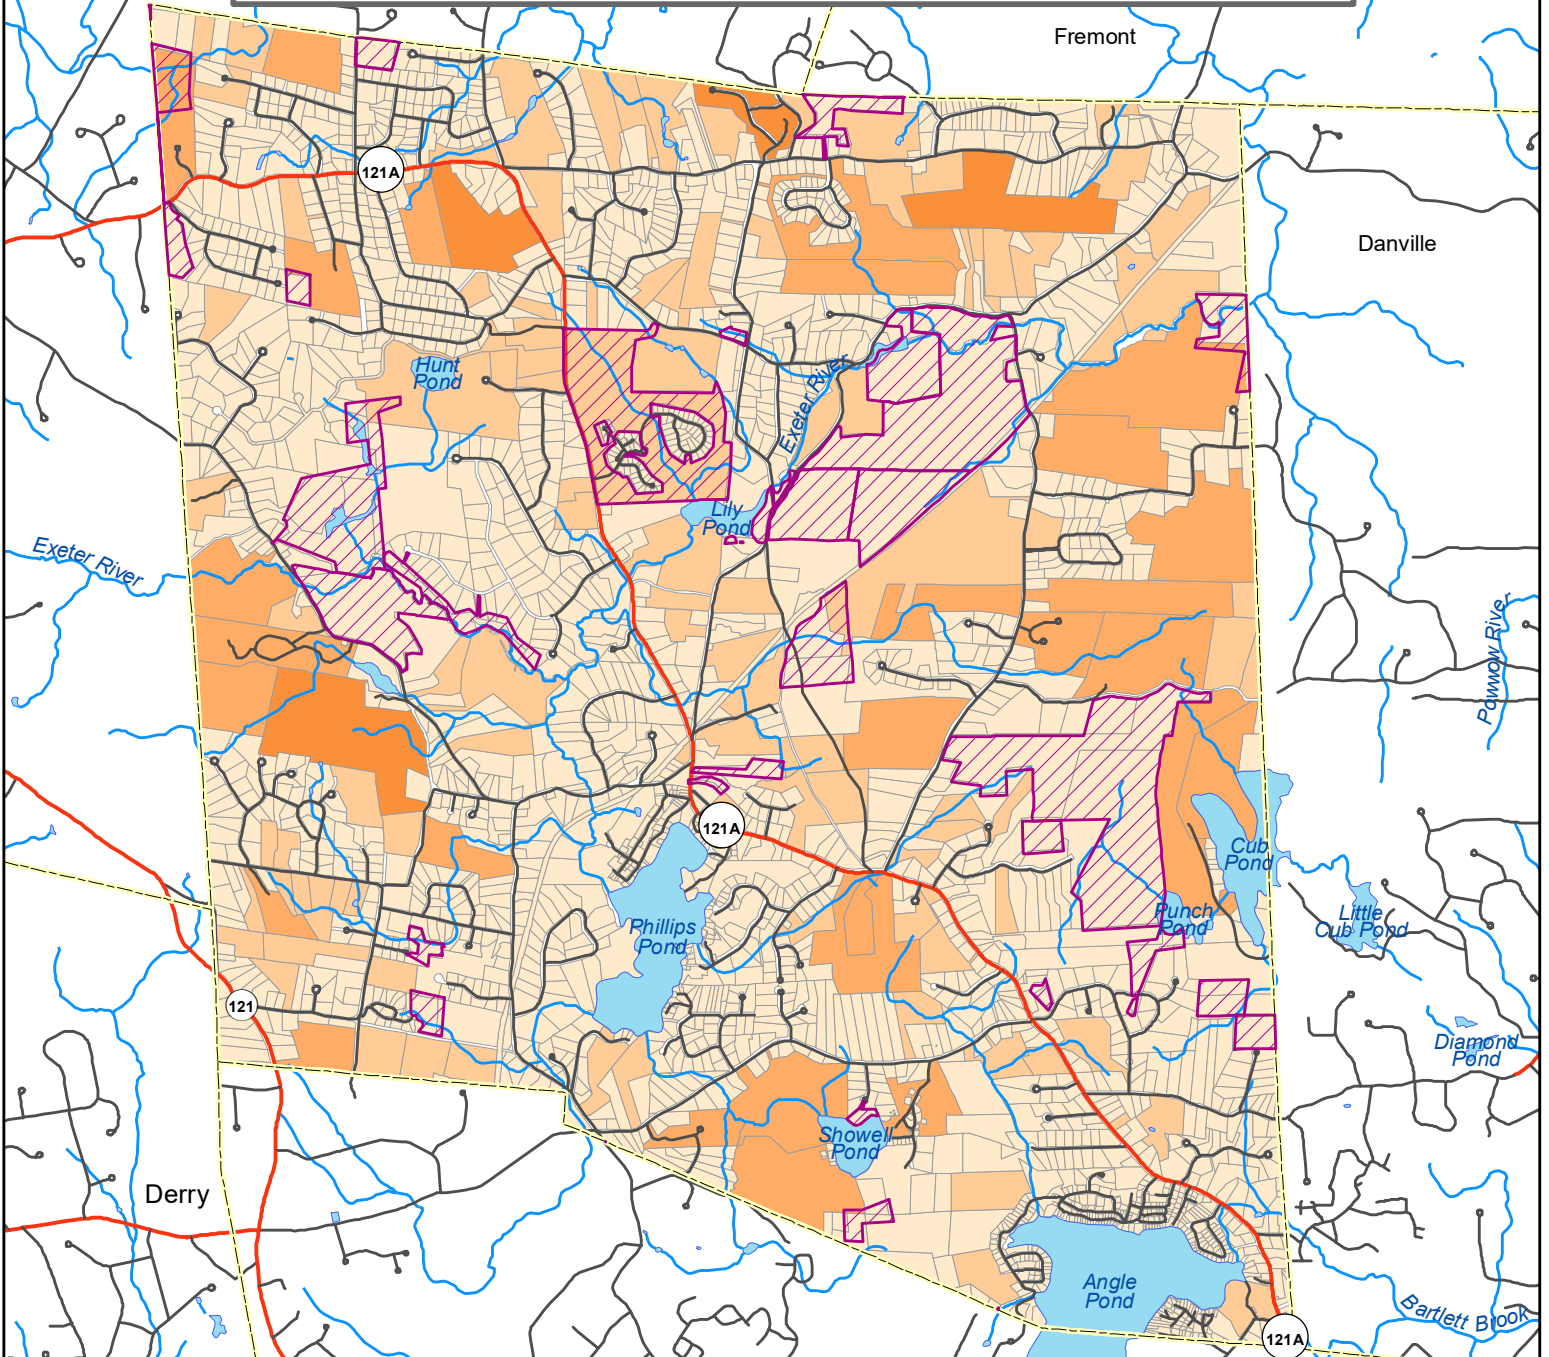 Fremont
121A
Danville
Hunt
Pond
Exeter River
Lily
Pond
Exeter River
Powwow River
121A
Cub
Pond
Phillips
Pond
Punch
Pond
Little
Cub Pond
121
Diamond
Pond
Showell
Pond
Derry
Angle
Pond
Bartlett Brook
121A